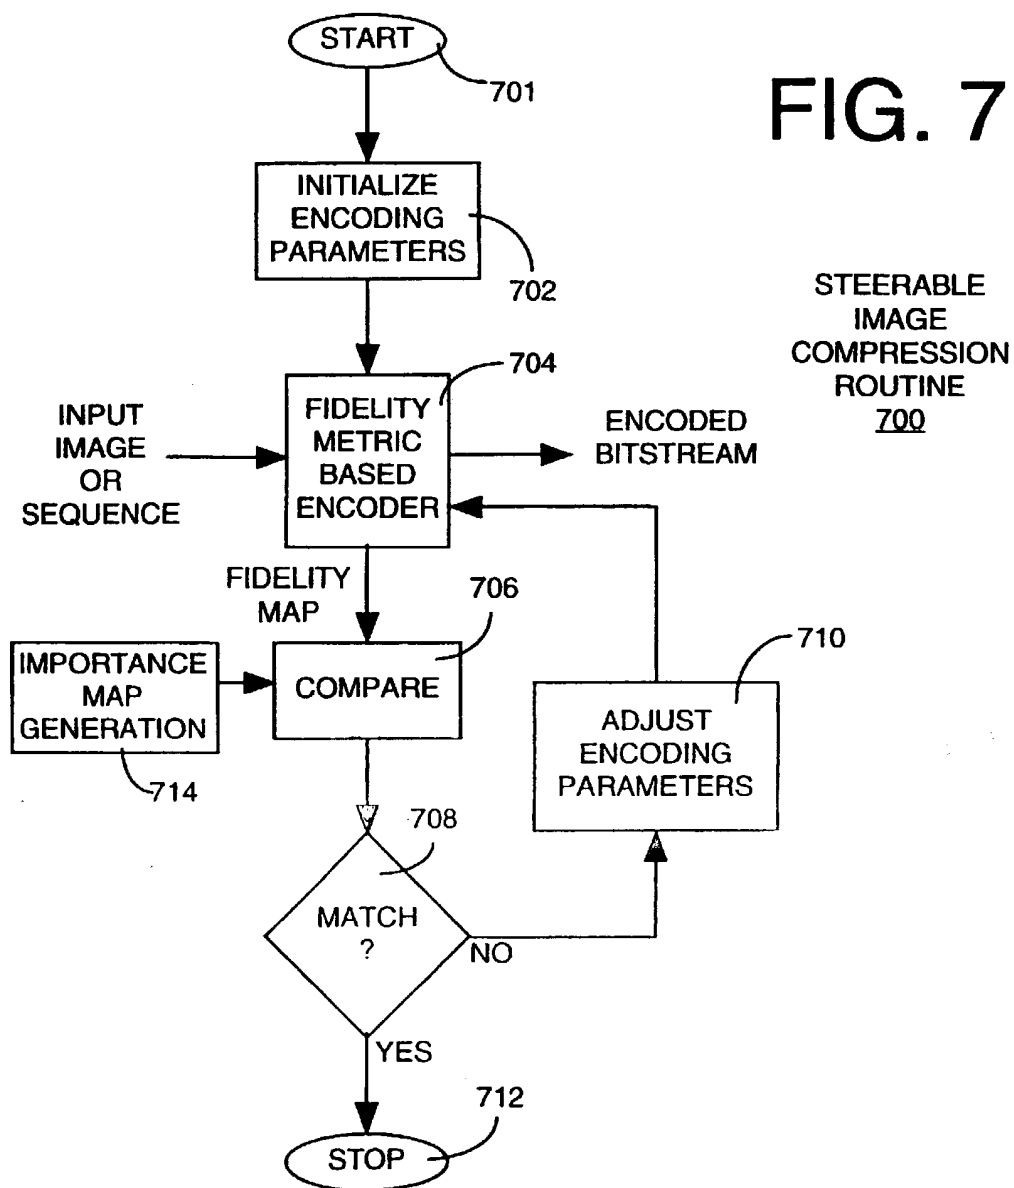 START
701
FIG. 7
INITIALIZE
ENCODING
PARAMETERS
702
STEERABLE
IMAGE
COMPRESSION
ROUTINE
700
704
FIDELITY
METRIC
BASED
ENCODER
INPUT
IMAGE
OR
SEQUENCE
ENCODED
BITSTREAM
FIDELITY
MAP
706
COMPARE
IMPORTANCE
MAP
GENERATION
714
710
ADJUST
ENCODING
PARAMETERS
708
MATCH
?
NO
YES
712
STOP